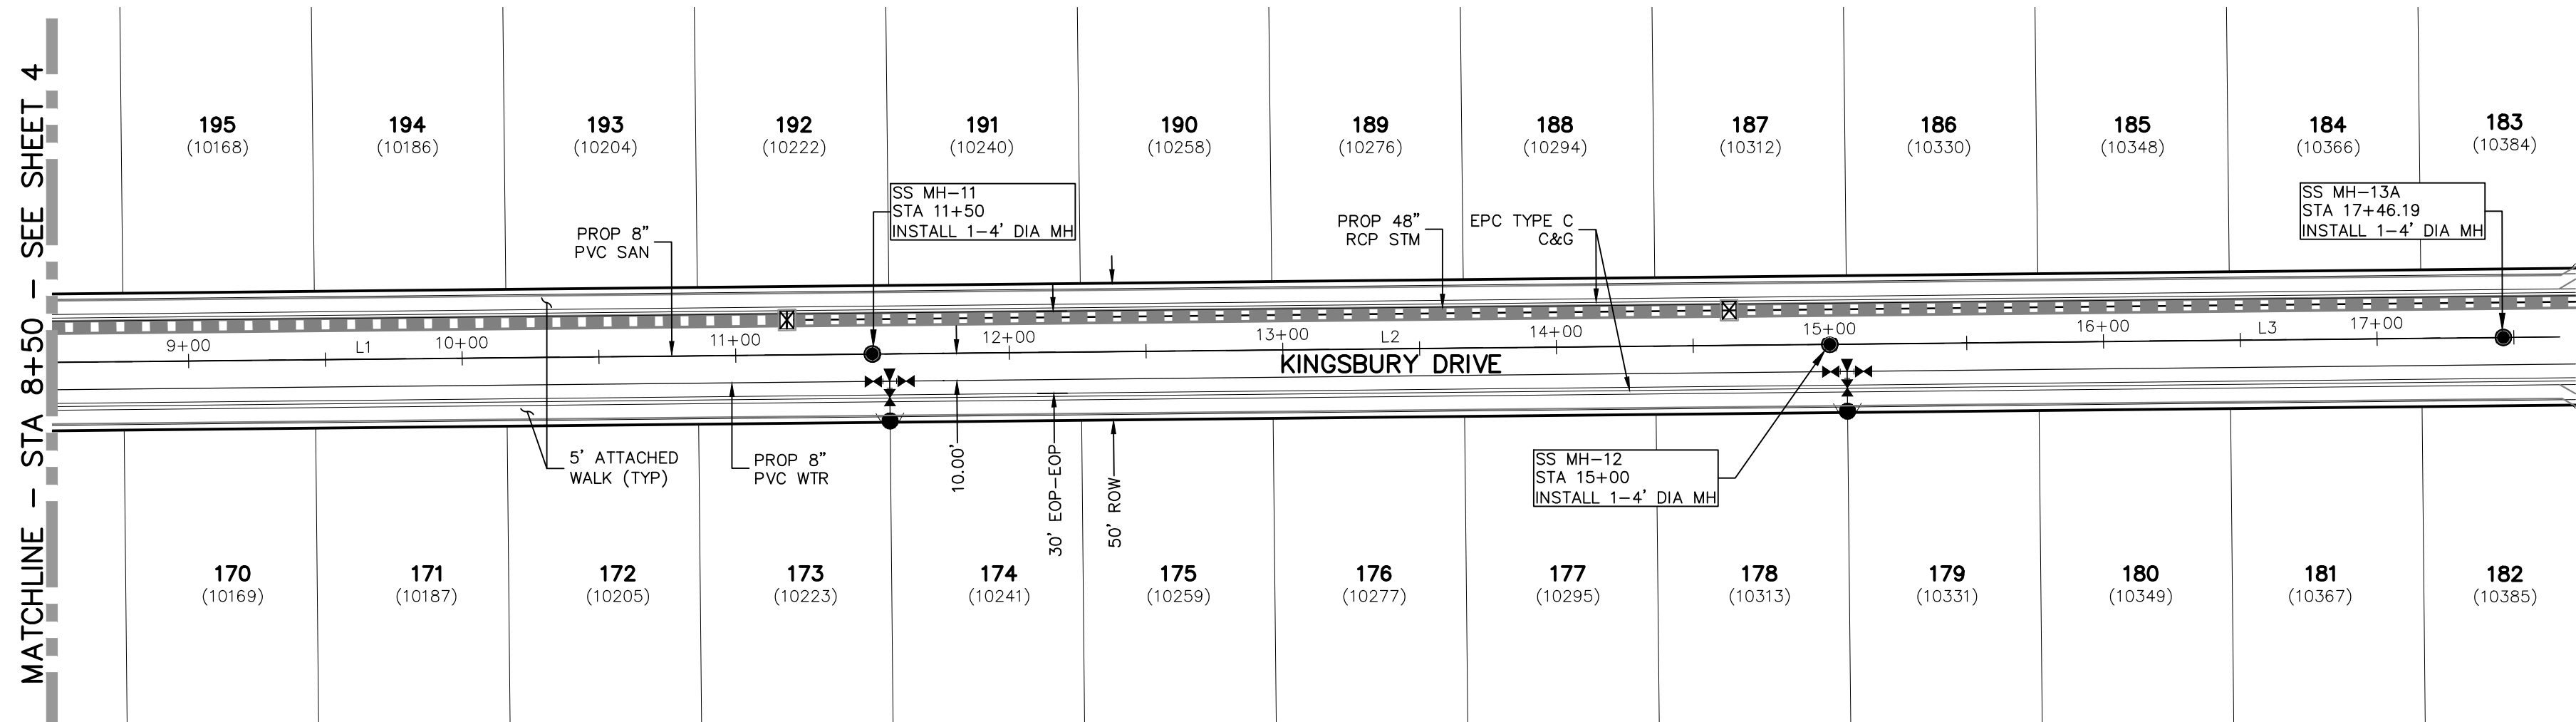 MATCHLINE - STA 8+50 - SEE SHEET 4
195
(10168)
194
(10186)
193
(10204)
192
(10222)
191
(10240)
190
(10258)
189
(10276)
188
(10294)
187
(10312)
186
(10330)
185
(10348)
184
(10366)
183
(10384)
PROP 8"
PVC SAN
SS MH-11
STA 11+50
INSTALL 1-4' DIA MH
PROP 48"
RCP STM
EPC TYPE C
C&G
SS MH-13A
STA 17+46.19
INSTALL 1-4' DIA MH
9+00
L1
10+00
11+00
12+00
13+00
L2
14+00
15+00
16+00
L3
17+00
KINGSBURY DRIVE
5' ATTACHED
WALK (TYP)
PROP 8"
PVC WTR
10.00'
30' EOP-EOP
50' ROW
SS MH-12
STA 15+00
INSTALL 1-4' DIA MH
170
(10169)
171
(10187)
172
(10205)
173
(10223)
174
(10241)
175
(10259)
176
(10277)
177
(10295)
178
(10313)
179
(10331)
180
(10349)
181
(10367)
182
(10385)